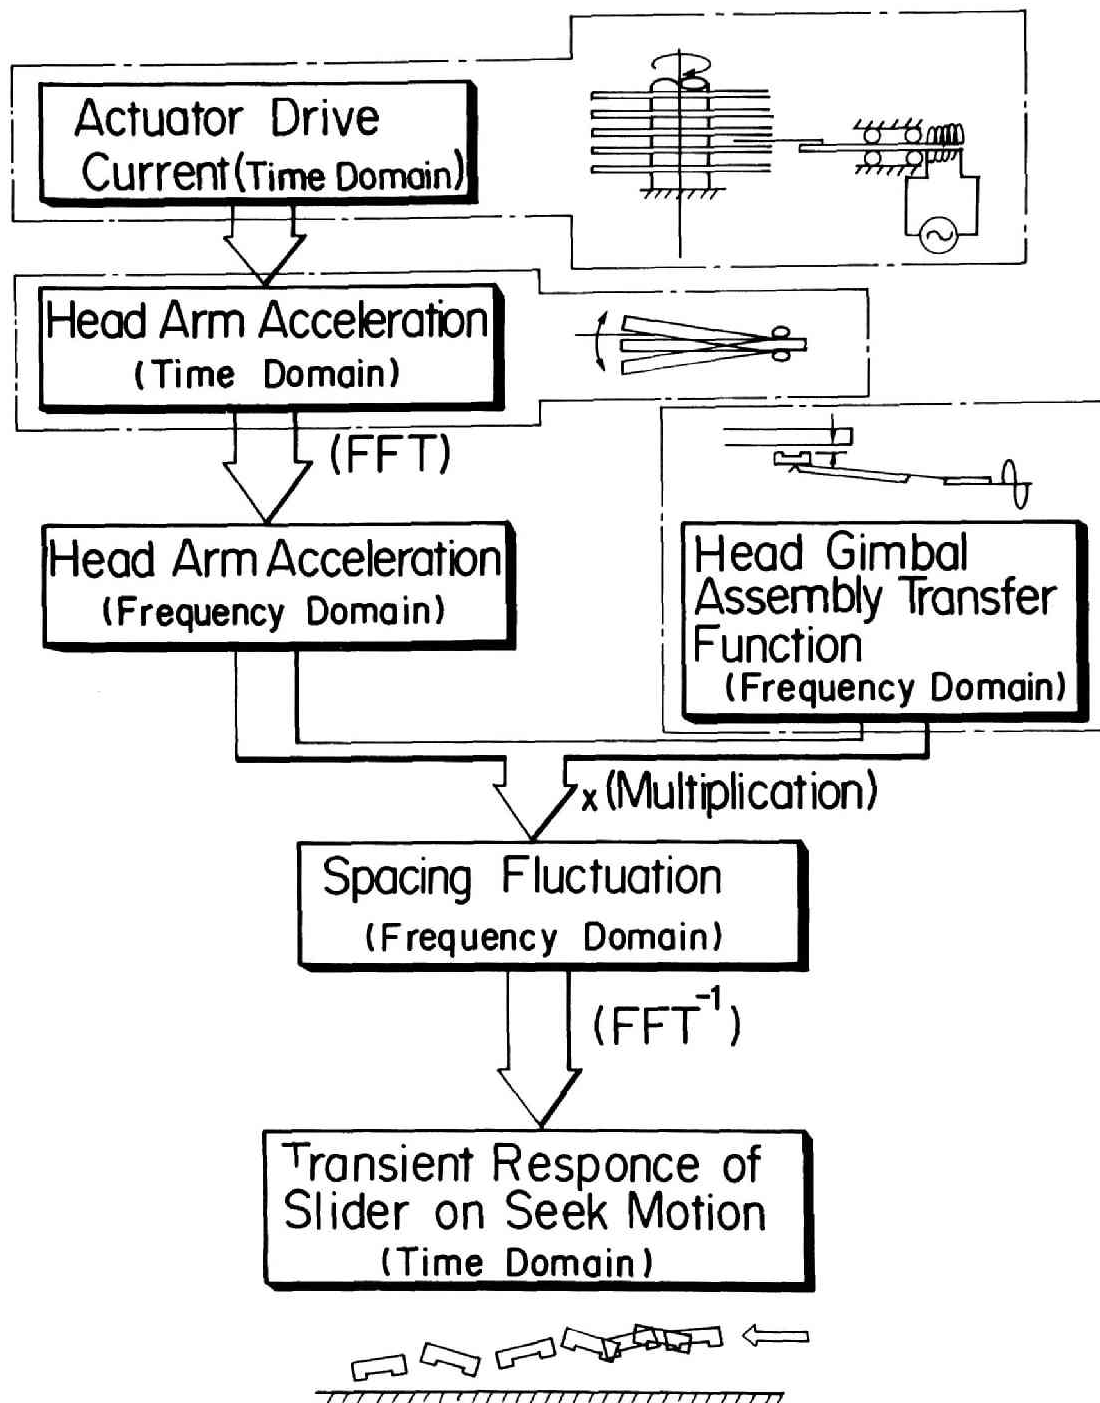 Actuator Drive
Current (Time Domain)
Head Arm Acceleration
(Time Domain)
(FFT)
Head Arm Acceleration
(Frequency Domain)
Head Gimbal
Assembly Transfer
Function
(Frequency Domain)
x (Multiplication)
Spacing Fluctuation
(Frequency Domain)
(FFT⁻¹)
Transient Responce of
Slider on Seek Motion
(Time Domain)